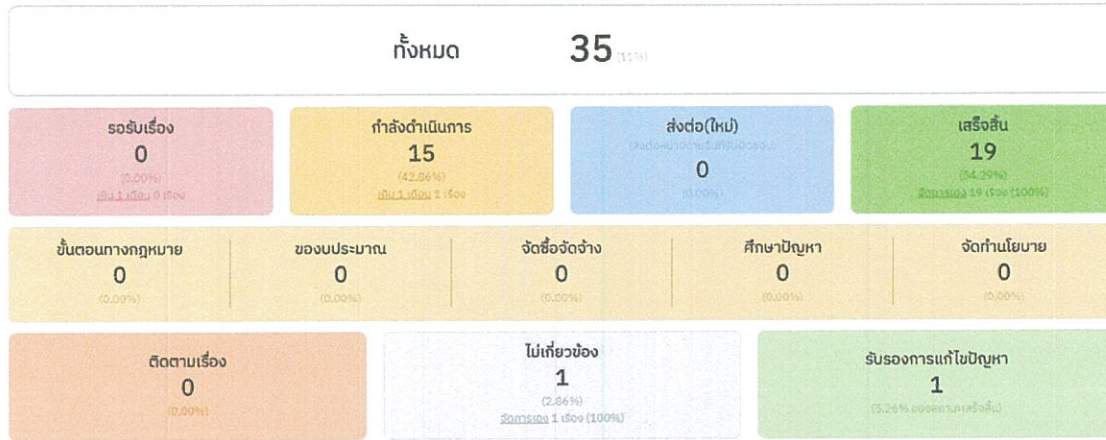 ทั้งหมด 35
รอรับเรื่อง
0
(0.00%)
เกิน 1 เดือน 0 เรื่อง
กำลังดำเนินการ
15
(42.86%)
เกิน 1 เดือน 1 เรื่อง
ส่งต่อ(ใหม่)
0
(0.00%)
เสร็จสิ้น
19
(54.29%)
จัดการเอง 19 เรื่อง (100%)
ขั้นตอนทางกฎหมาย
0
(0.00%)
ของบประมาณ
0
(0.00%)
จัดซื้อจัดจ้าง
0
(0.00%)
ศึกษาปัญหา
0
(0.00%)
จัดทำนโยบาย
0
(0.00%)
ติดตามเรื่อง
0
(0.00%)
ไม่เกี่ยวข้อง
1
(2.86%)
จัดการเอง 1 เรื่อง (100%)
รับรองการแก้ไขปัญหา
1
(5.26% ของสถานะเสร็จสิ้น)